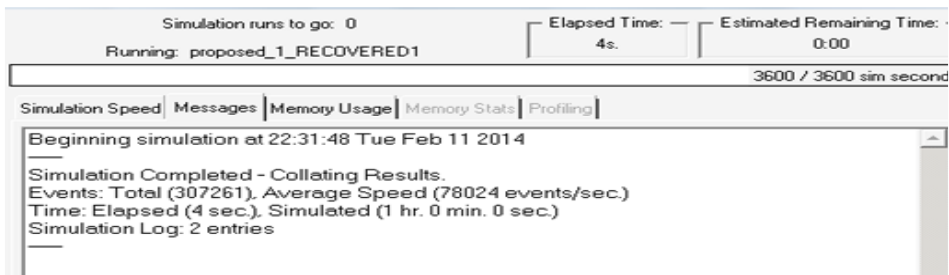 Simulation runs to go: 0
Elapsed Time:
Estimated Remaining Time:
Running: proposed_1_RECOVERED1
4s.
0:00
3600 / 3600 sim second
Simulation Speed Messages Memory Usage Memory Stats Profiling
Beginning simulation at 22:31:48 Tue Feb 11 2014
Simulation Completed - Collating Results.
Events: Total (307261), Average Speed (78024 events/sec.)
Time: Elapsed (4 sec.), Simulated (1 hr. 0 min. 0 sec.)
Simulation Log: 2 entries